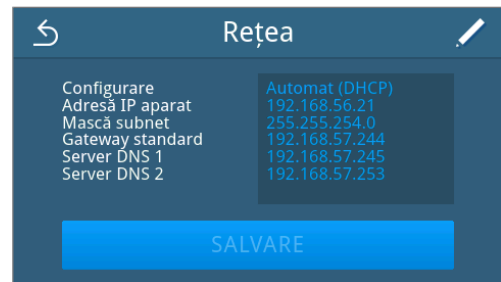 Rețea
Configurare Automat (DHCP)
Adresă IP aparat 192.168.56.21
Mască subnet 255.255.254.0
Gateway standard 192.168.57.244
Server DNS 1 192.168.57.245
Server DNS 2 192.168.57.253
SALVARE